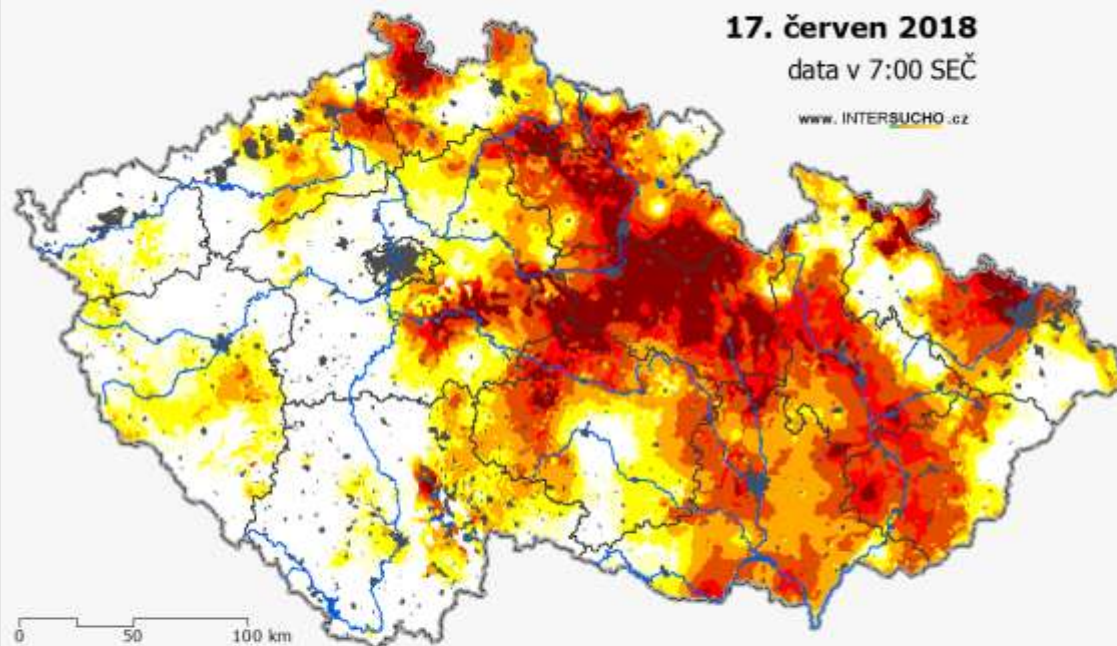 17. červen 2018
data v 7:00 SEČ
www. INTERSUCHO .cz
0 50 100 km